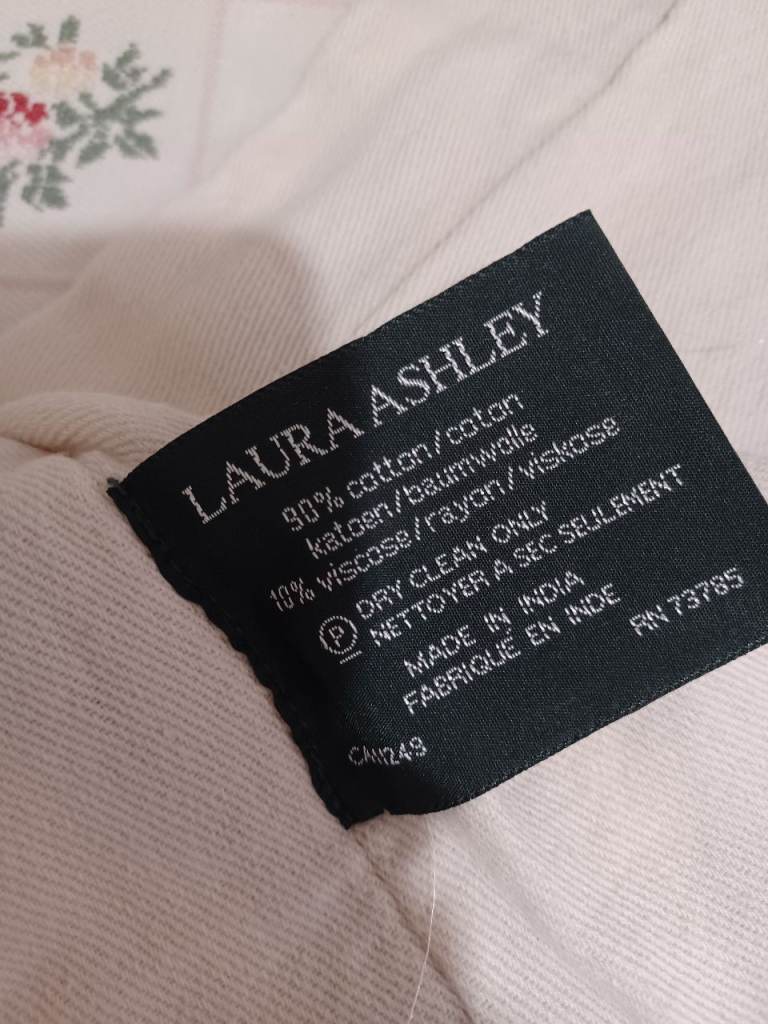 LAURA ASHLEY
90% cotton/coton
katoen/baumwolle
10% viscose/rayon/viskose
P DRY CLEAN ONLY
NETTOYER A SEC SEULEMENT
MADE IN INDIA
FABRIQUÉ EN INDE
RN 73785